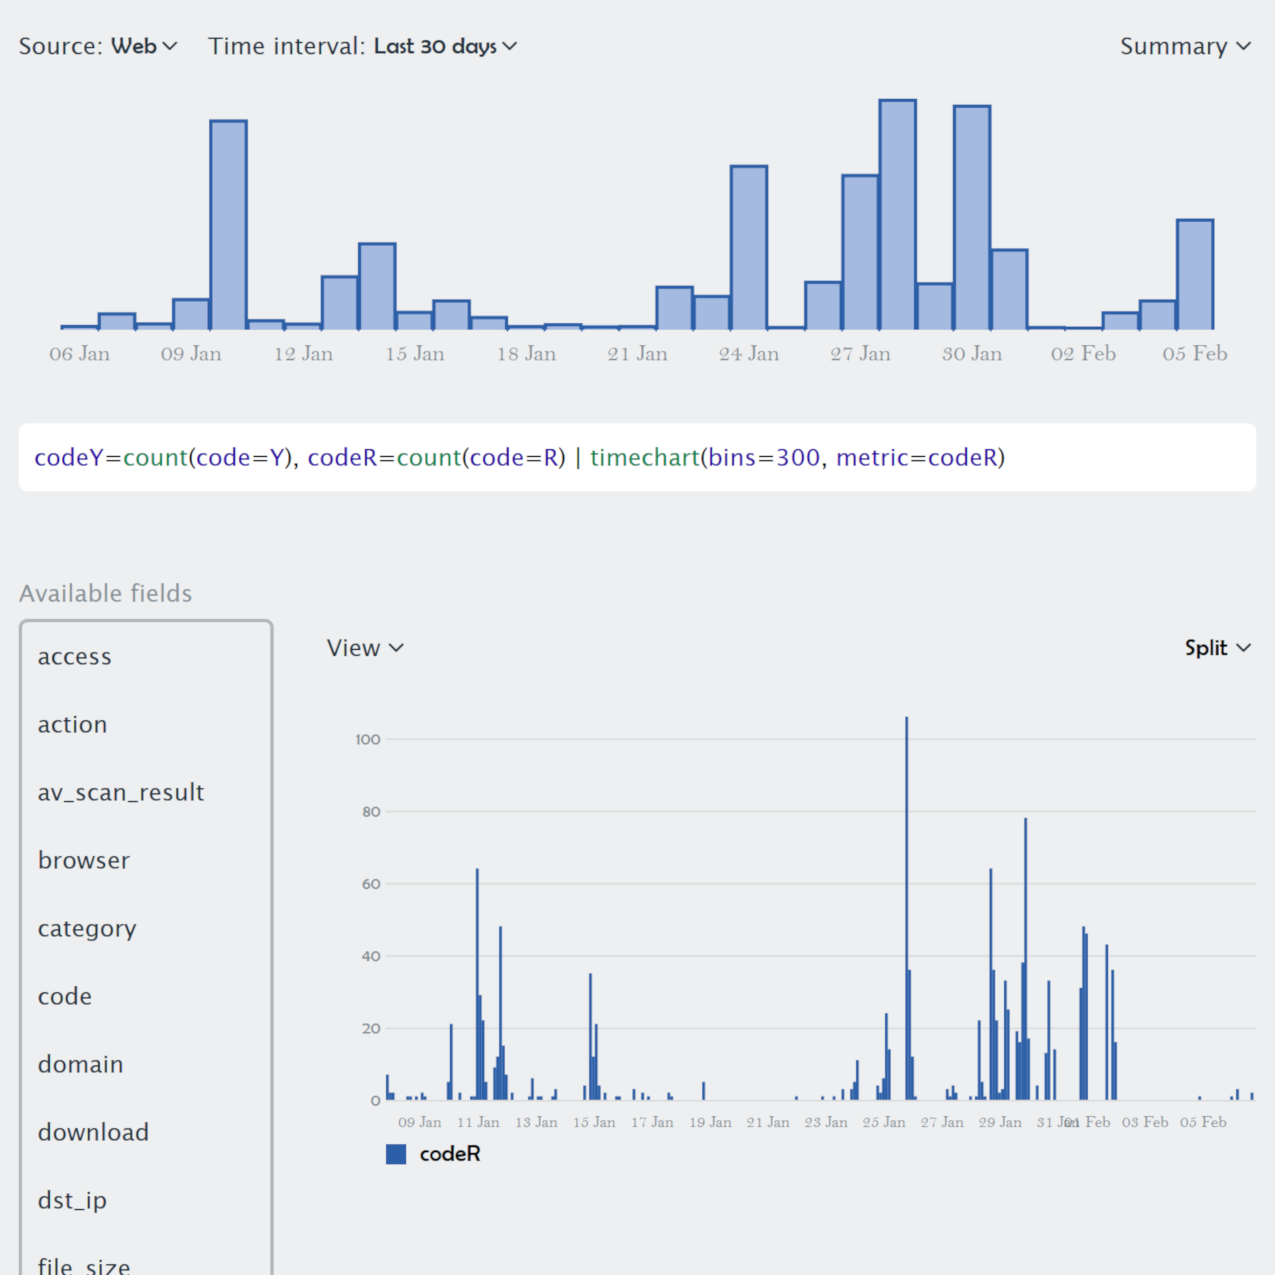 Source: Web Time interval: Last 30 days Summary
06 Jan 09 Jan 12 Jan 15 Jan 18 Jan 21 Jan 24 Jan 27 Jan 30 Jan 02 Feb 05 Feb
codeY=count(code=Y), codeR=count(code=R) | timechart(bins=300, metric=codeR)
Available fields
access
action
av_scan_result
browser
category
code
domain
download
dst_ip
file_size
View Split
100
80
60
40
20
0
09 Jan 11 Jan 13 Jan 15 Jan 17 Jan 19 Jan 21 Jan 23 Jan 25 Jan 27 Jan 29 Jan 31 Jan 01 Feb 03 Feb 05 Feb
codeR